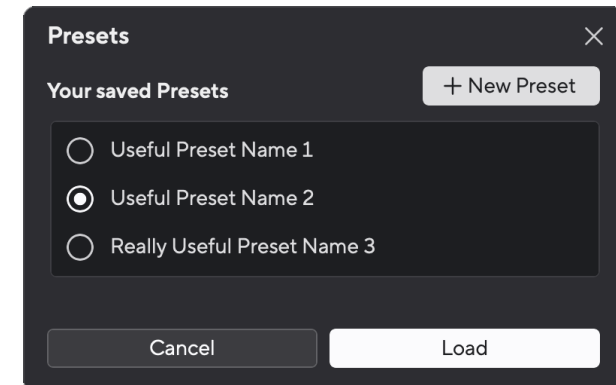 Presets
Your saved Presets
+ New Preset
Useful Preset Name 1
Useful Preset Name 2
Really Useful Preset Name 3
Cancel
Load